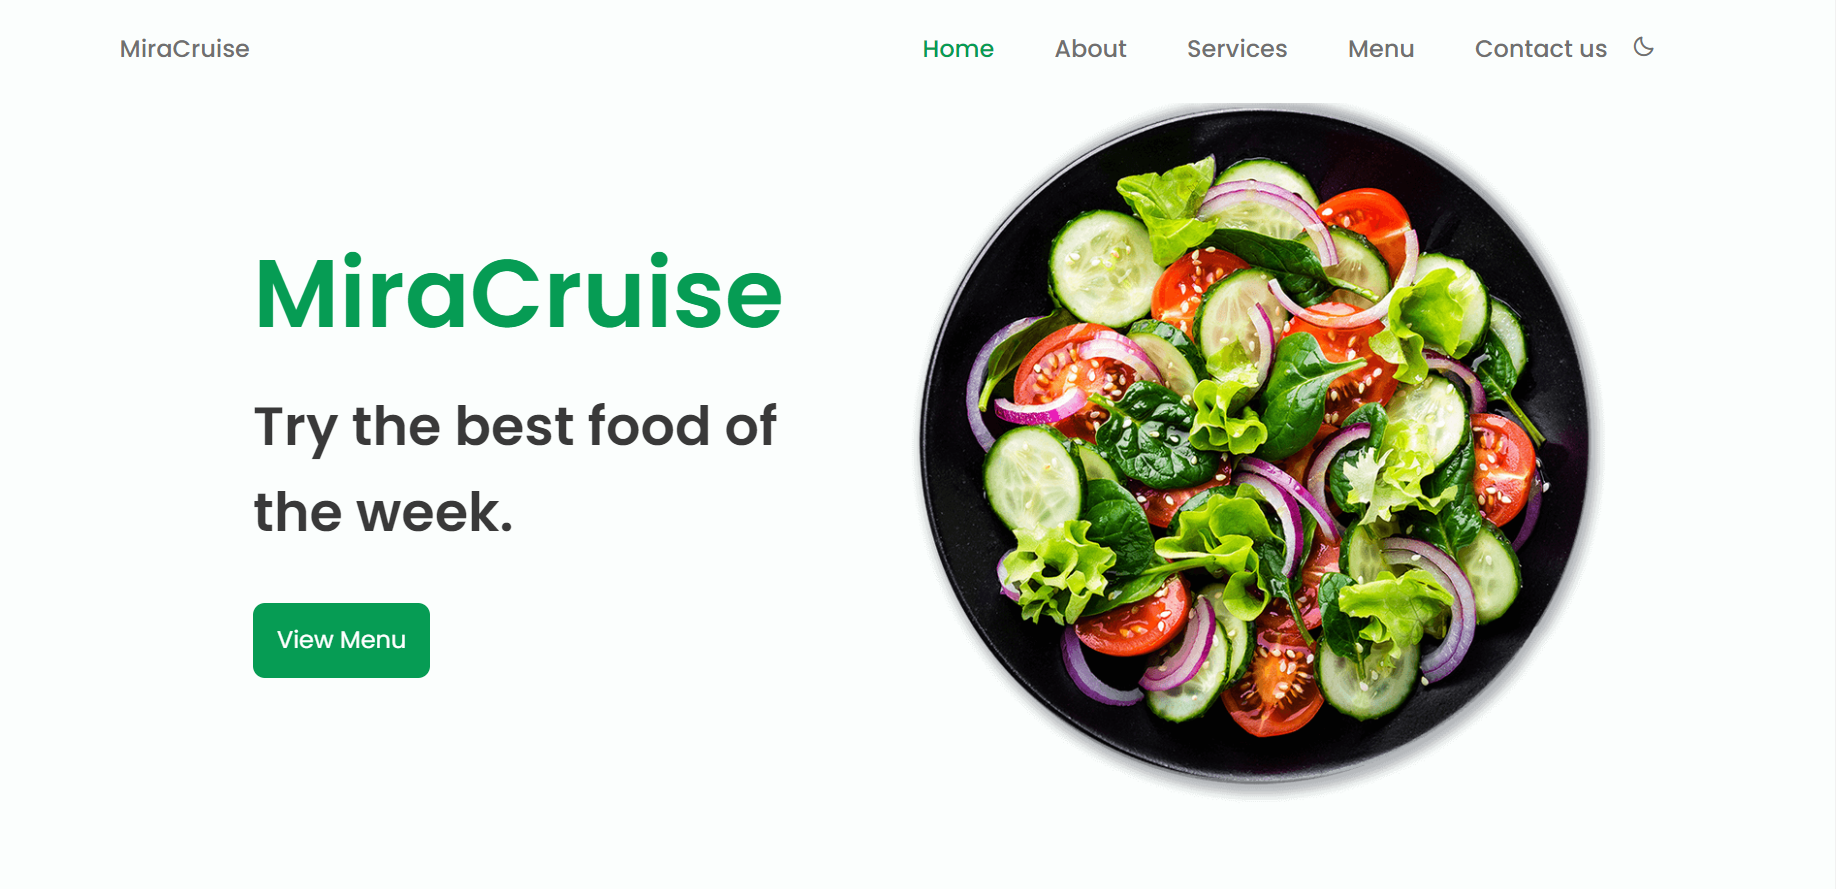 MiraCruise
Home About Services Menu Contact us
MiraCruise
Try the best food of
the week.
View Menu